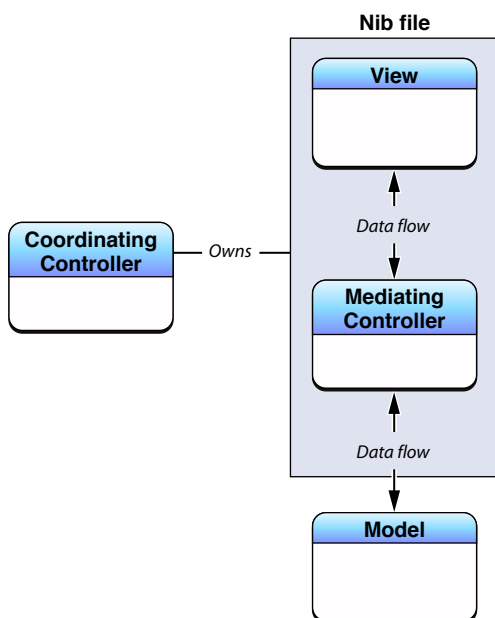 Nib file
View
Data flow
Coordinating
Controller
Owns
Mediating
Controller
Data flow
Model